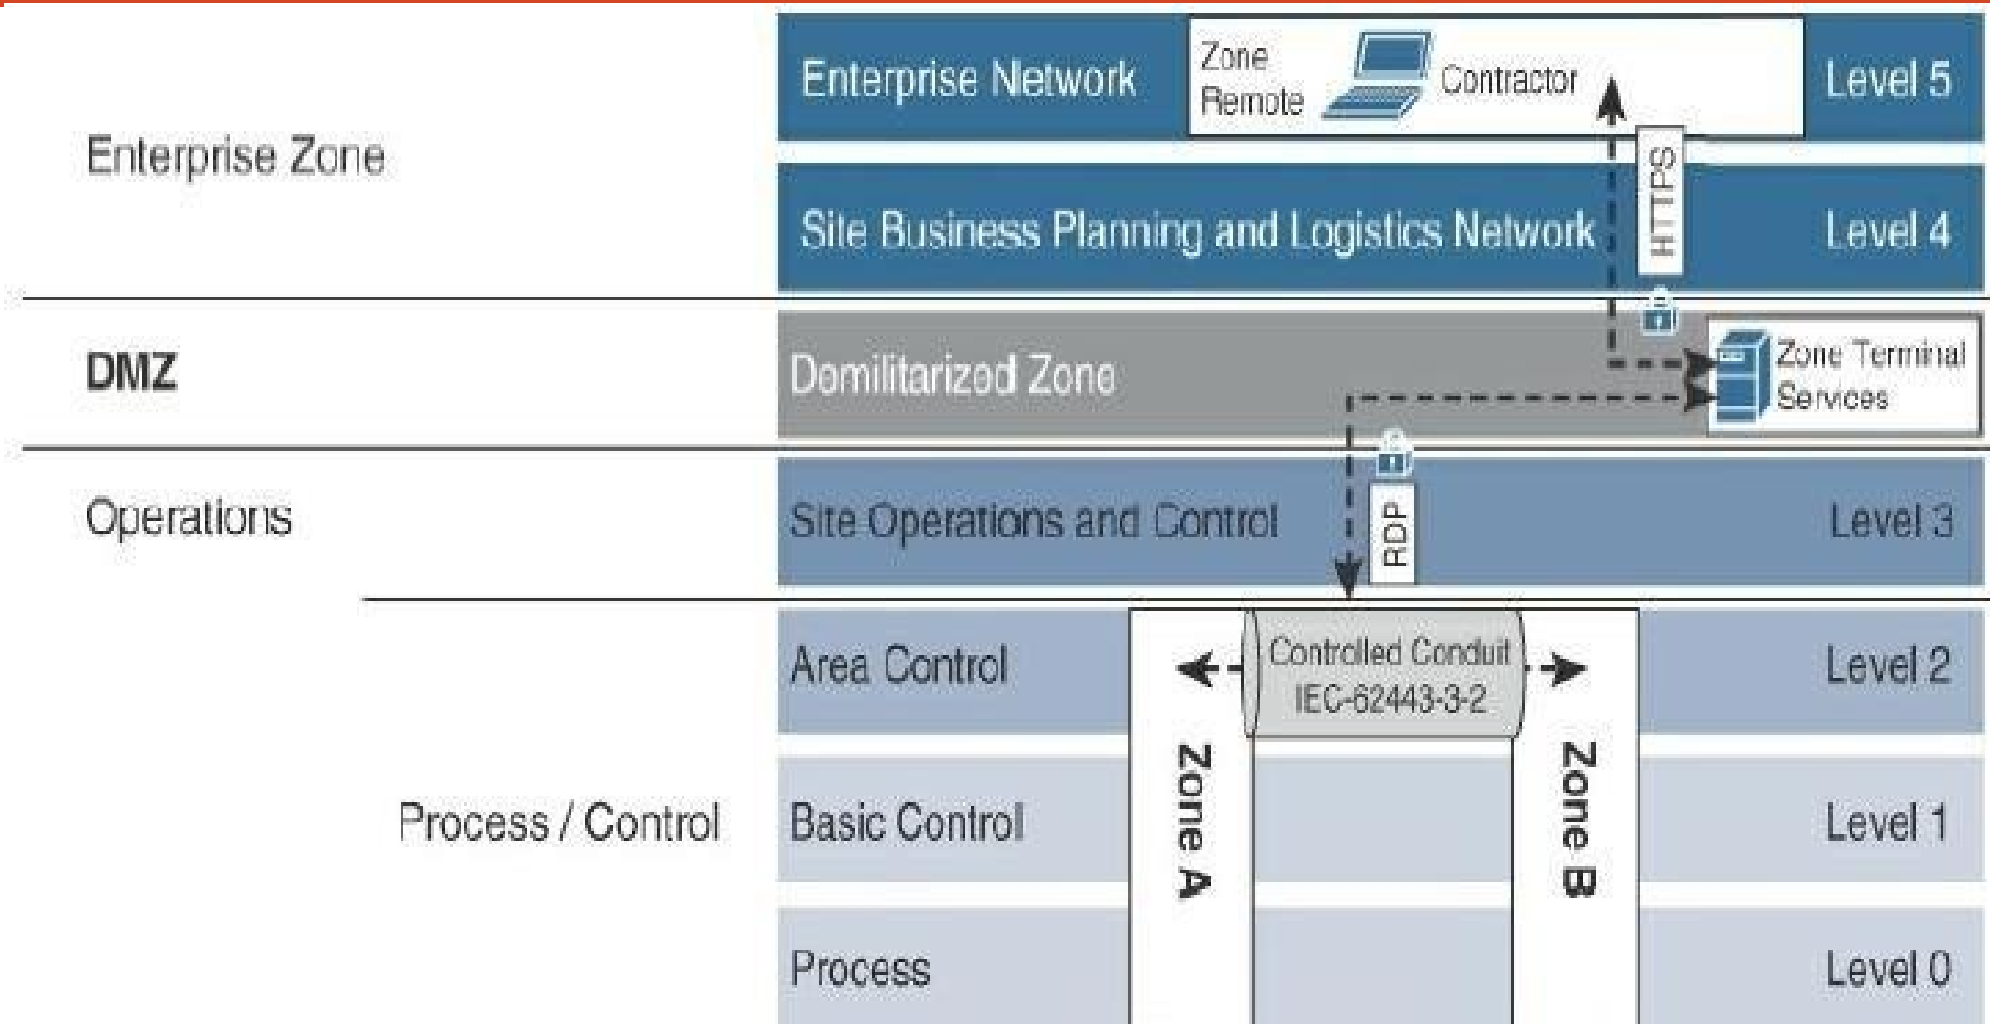 Enterprise Zone
Enterprise Network
Zone
Remote
Contractor
Level 5
HTTPS
Site Business Planning and Logistics Network
Level 4
DMZ
Demilitarized Zone
Zone Terminal
Services
Operations
Site Operations and Control
RDP
Level 3
Process / Control
Area Control
Controlled Conduit
IEC-62443-3-2
Level 2
Zone A
Zone B
Basic Control
Level 1
Process
Level 0